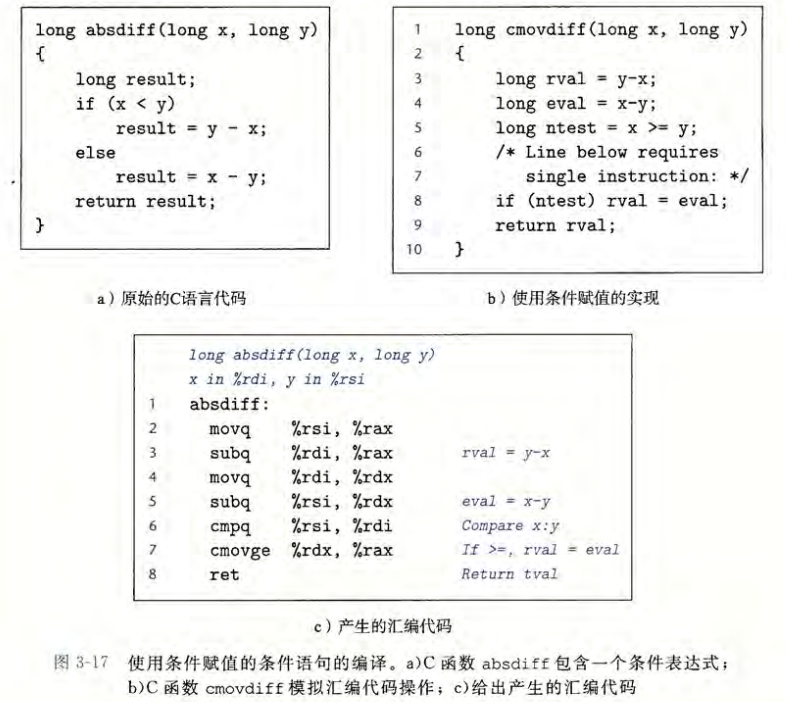 long absdiff(long x, long y)
{
    long result;
    if (x < y)
        result = y - x;
    else
        result = x - y;
    return result;
}
a）原始的C语言代码
1 long cmovdiff(long x, long y)
2 {
3     long rval = y-x;
4     long eval = x-y;
5     long ntest = x >= y;
6     /* Line below requires
7        single instruction: */
8     if (ntest) rval = eval;
9     return rval;
10 }
b）使用条件赋值的实现
long absdiff(long x, long y)
x in %rdi, y in %rsi
1 absdiff:
2   movq    %rsi, %rax
3   subq    %rdi, %rax    rval = y-x
4   movq    %rdi, %rdx
5   subq    %rsi, %rdx    eval = x-y
6   cmpq    %rsi, %rdi    Compare x:y
7   cmovge  %rdx, %rax    If >=, rval = eval
8   ret    Return tval
c）产生的汇编代码
图 3-17 使用条件赋值的条件语句的编译。a)C 函数 absdiff 包含一个条件表达式；
b)C 函数 cmovdiff 模拟汇编代码操作；c)给出产生的汇编代码